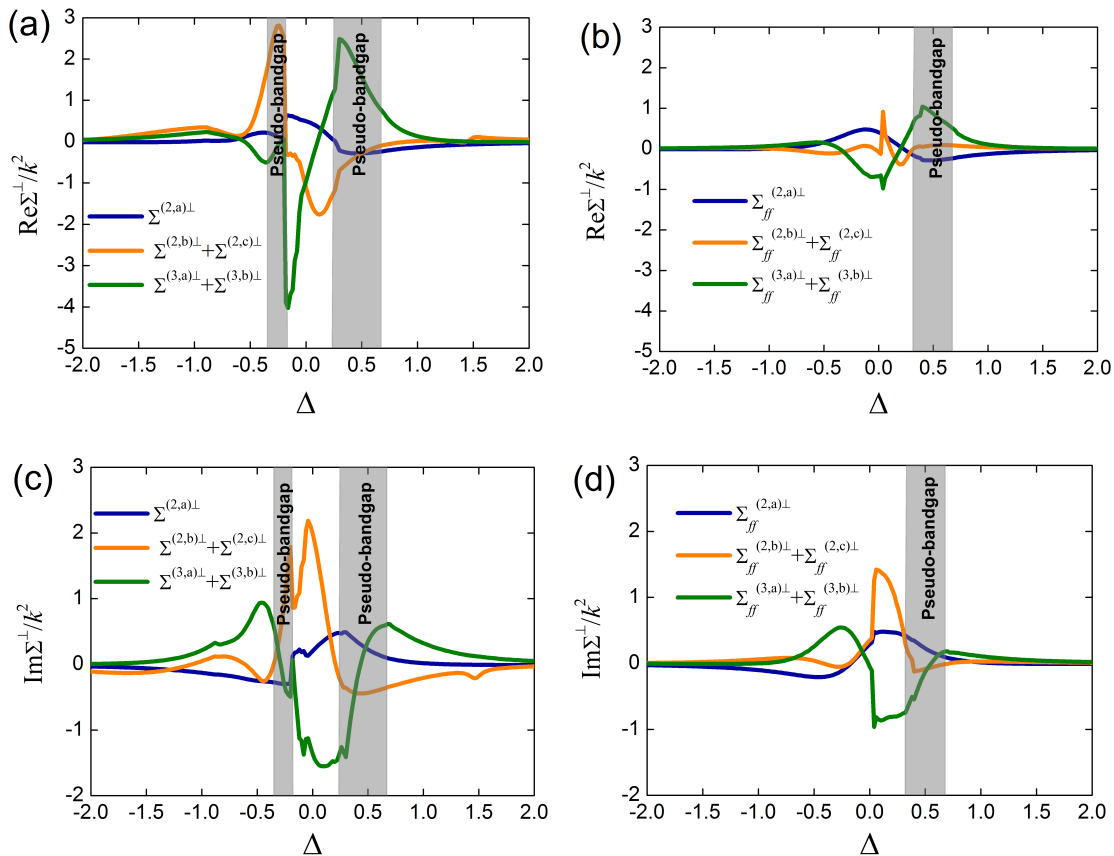 (a)
3
2
1
0
-1
-2
-3
-4
-5
ReΣ⊥/k²
Pseudo-bandgap
Pseudo-bandgap
Σ(2,a)⊥
Σ(2,b)⊥+Σ(2,c)⊥
Σ(3,a)⊥+Σ(3,b)⊥
-2.0 -1.5 -1.0 -0.5 0.0 0.5 1.0 1.5 2.0
Δ
(b)
3
2
1
0
-1
-2
-3
-4
-5
ReΣ⊥/k²
Pseudo-bandgap
Σff(2,a)⊥
Σff(2,b)⊥+Σff(2,c)⊥
Σff(3,a)⊥+Σff(3,b)⊥
-2.0 -1.5 -1.0 -0.5 0.0 0.5 1.0 1.5 2.0
Δ
(c)
3
2
1
0
-1
-2
ImΣ⊥/k²
Σ(2,a)⊥
Σ(2,b)⊥+Σ(2,c)⊥
Σ(3,a)⊥+Σ(3,b)⊥
Pseudo-bandgap
Pseudo-bandgap
-2.0 -1.5 -1.0 -0.5 0.0 0.5 1.0 1.5 2.0
Δ
(d)
3
2
1
0
-1
-2
ImΣ⊥/k²
Σff(2,a)⊥
Σff(2,b)⊥+Σff(2,c)⊥
Σff(3,a)⊥+Σff(3,b)⊥
Pseudo-bandgap
-2.0 -1.5 -1.0 -0.5 0.0 0.5 1.0 1.5 2.0
Δ